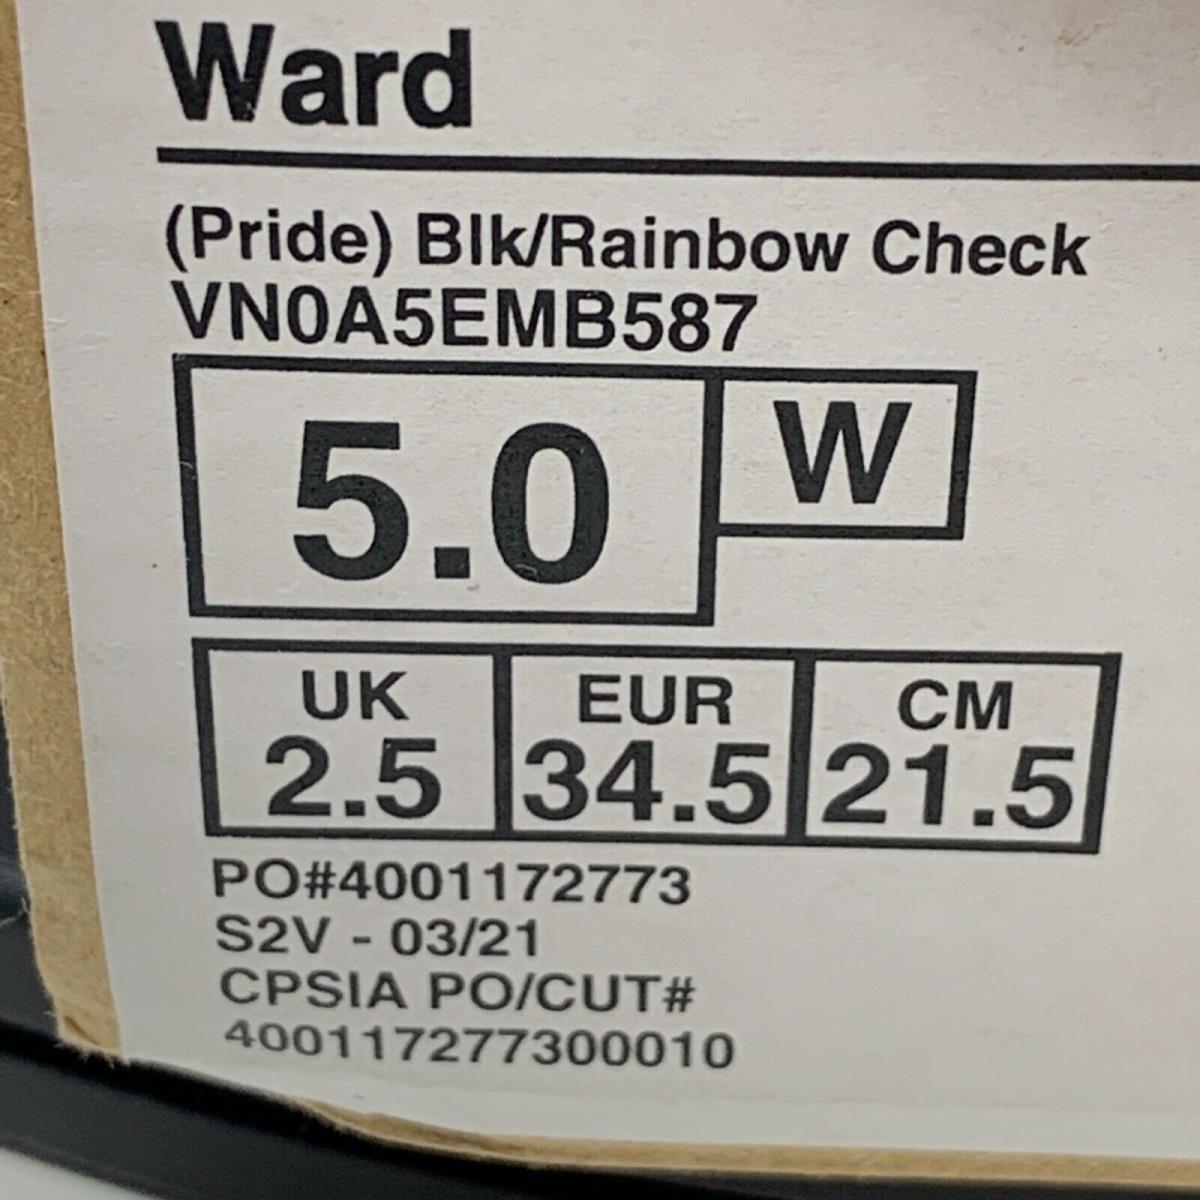 Ward
(Pride) Blk/Rainbow Check
VN0A5EMB587
5.0 W
UK EUR CM
2.5 34.5 21.5
PO#4001172773
S2V - 03/21
CPSIA PO/CUT#
400117277300010